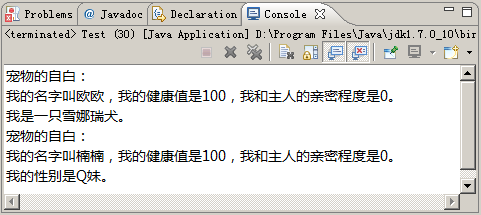 Problems @ Javadoc Declaration Console
<terminated> Test (30) [Java Application] D:\Program Files\Java\jdk1.7.0_10\bin
宠物的自白：
我的名字叫欧欧，我的健康值是100，我和主人的亲密程度是0。
我是一只雪娜瑞犬。
宠物的自白：
我的名字叫楠楠，我的健康值是100，我和主人的亲密程度是0。
我的性别是Q妹。